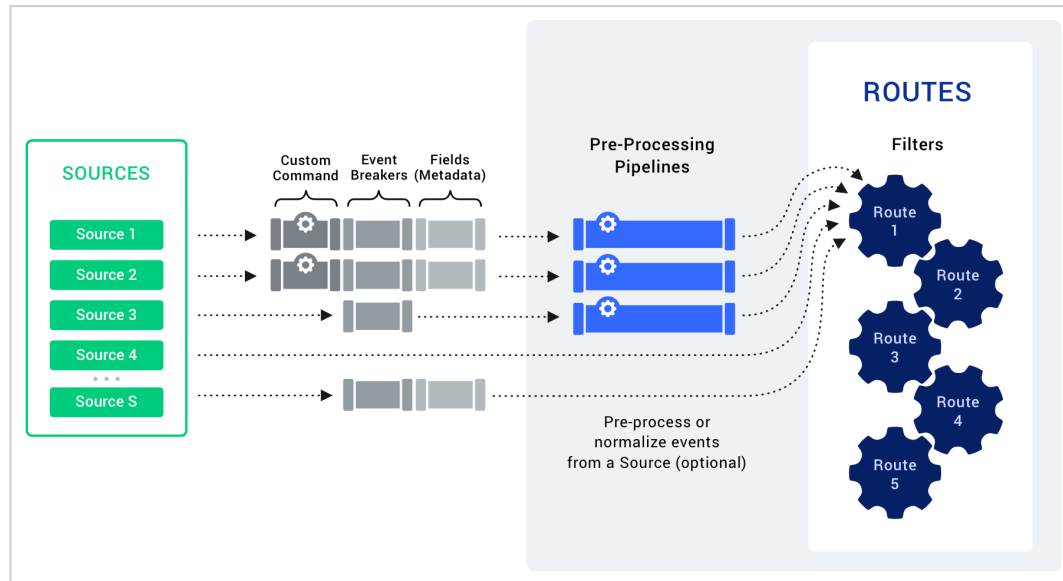 ROUTES
Pre-Processing
Pipelines
Filters
SOURCES
Custom
Command
Event
Breakers
Fields
(Metadata)
Source 1
Source 2
Source 3
Source 4
...
Source S
Route
1
Route
2
Route
3
Route
4
Route
5
Pre-process or
normalize events
from a Source (optional)